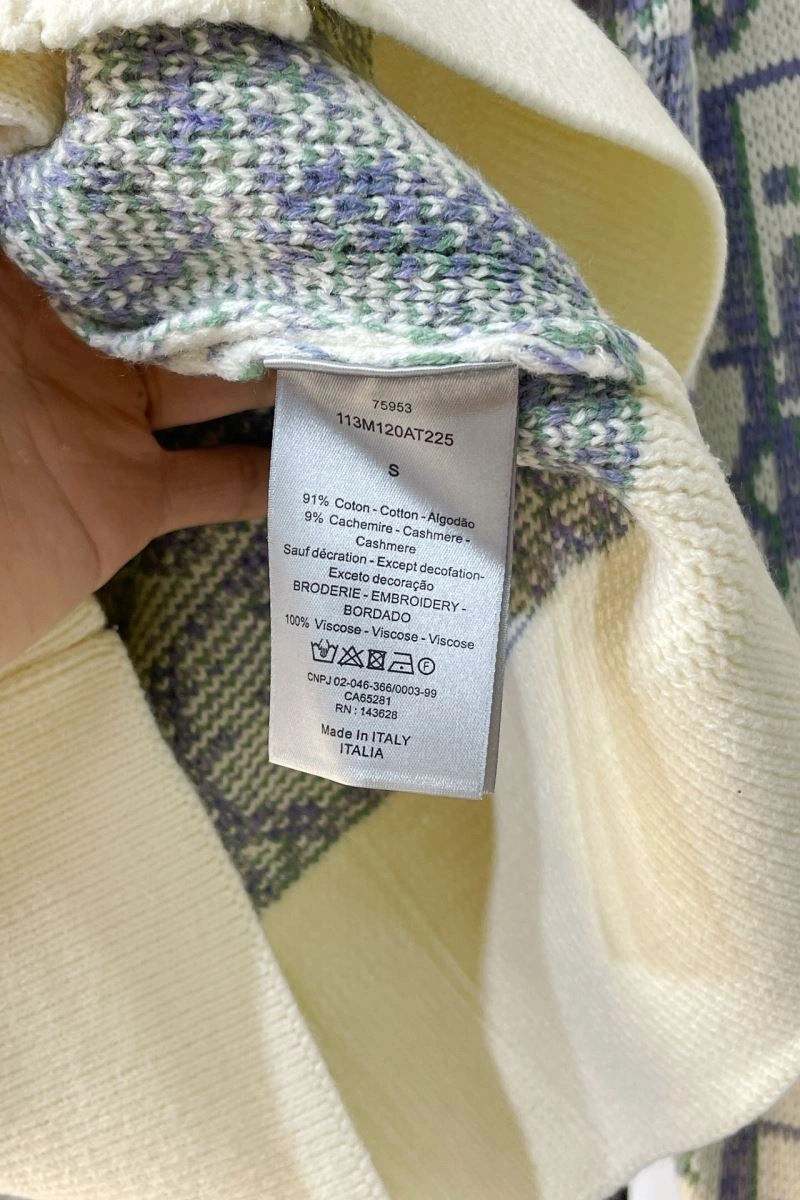 75953
113M120AT225
S
91% Coton - Cotton - Algodão
9% Cachemire - Cashmere -
Cashmere
Sauf décration - Except decofation-
Exceto decoração
BRODERIE - EMBROIDERY -
BORDADO
100% Viscose - Viscose - Viscose
CNPJ 02-046-366/0003-99
CA65281
RN : 143628
Made In ITALY
ITALIA